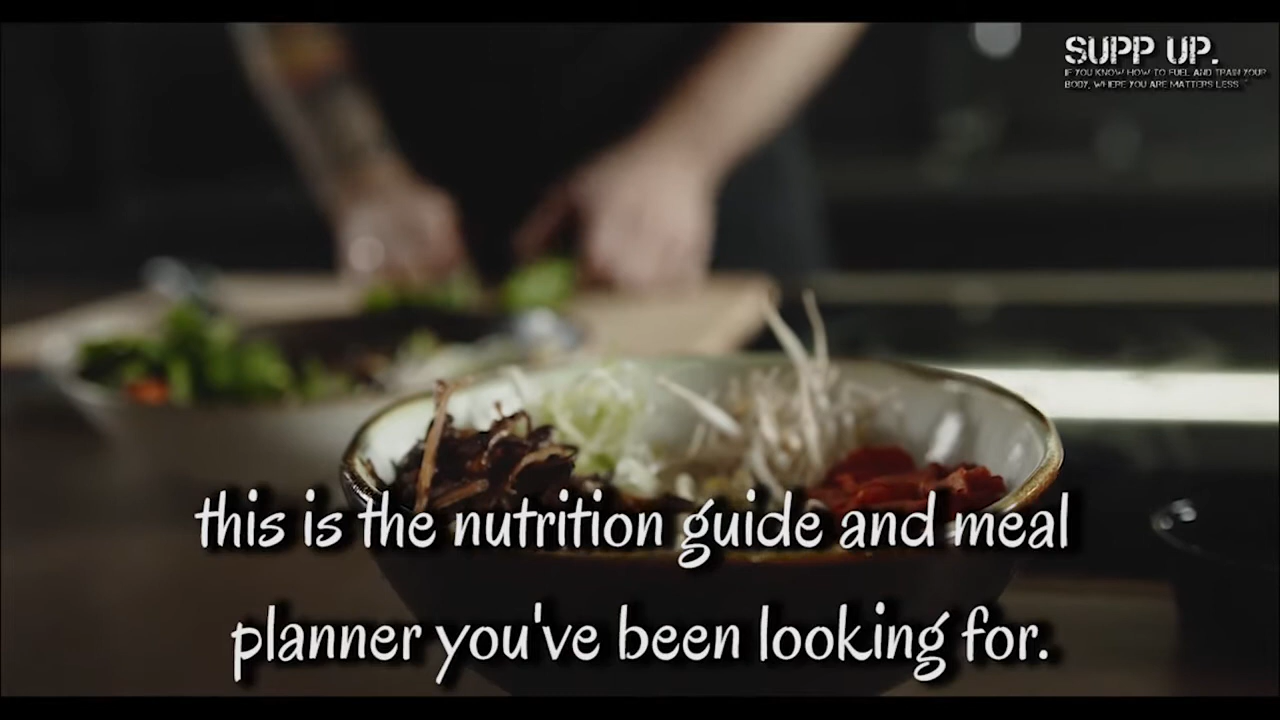 SUPP UP.
IF YOU KNOW HOW TO FUEL AND TRAIN YOUR
BODY, WHERE YOU ARE MATTERS LESS
this is the nutrition guide and meal
planner you've been looking for.